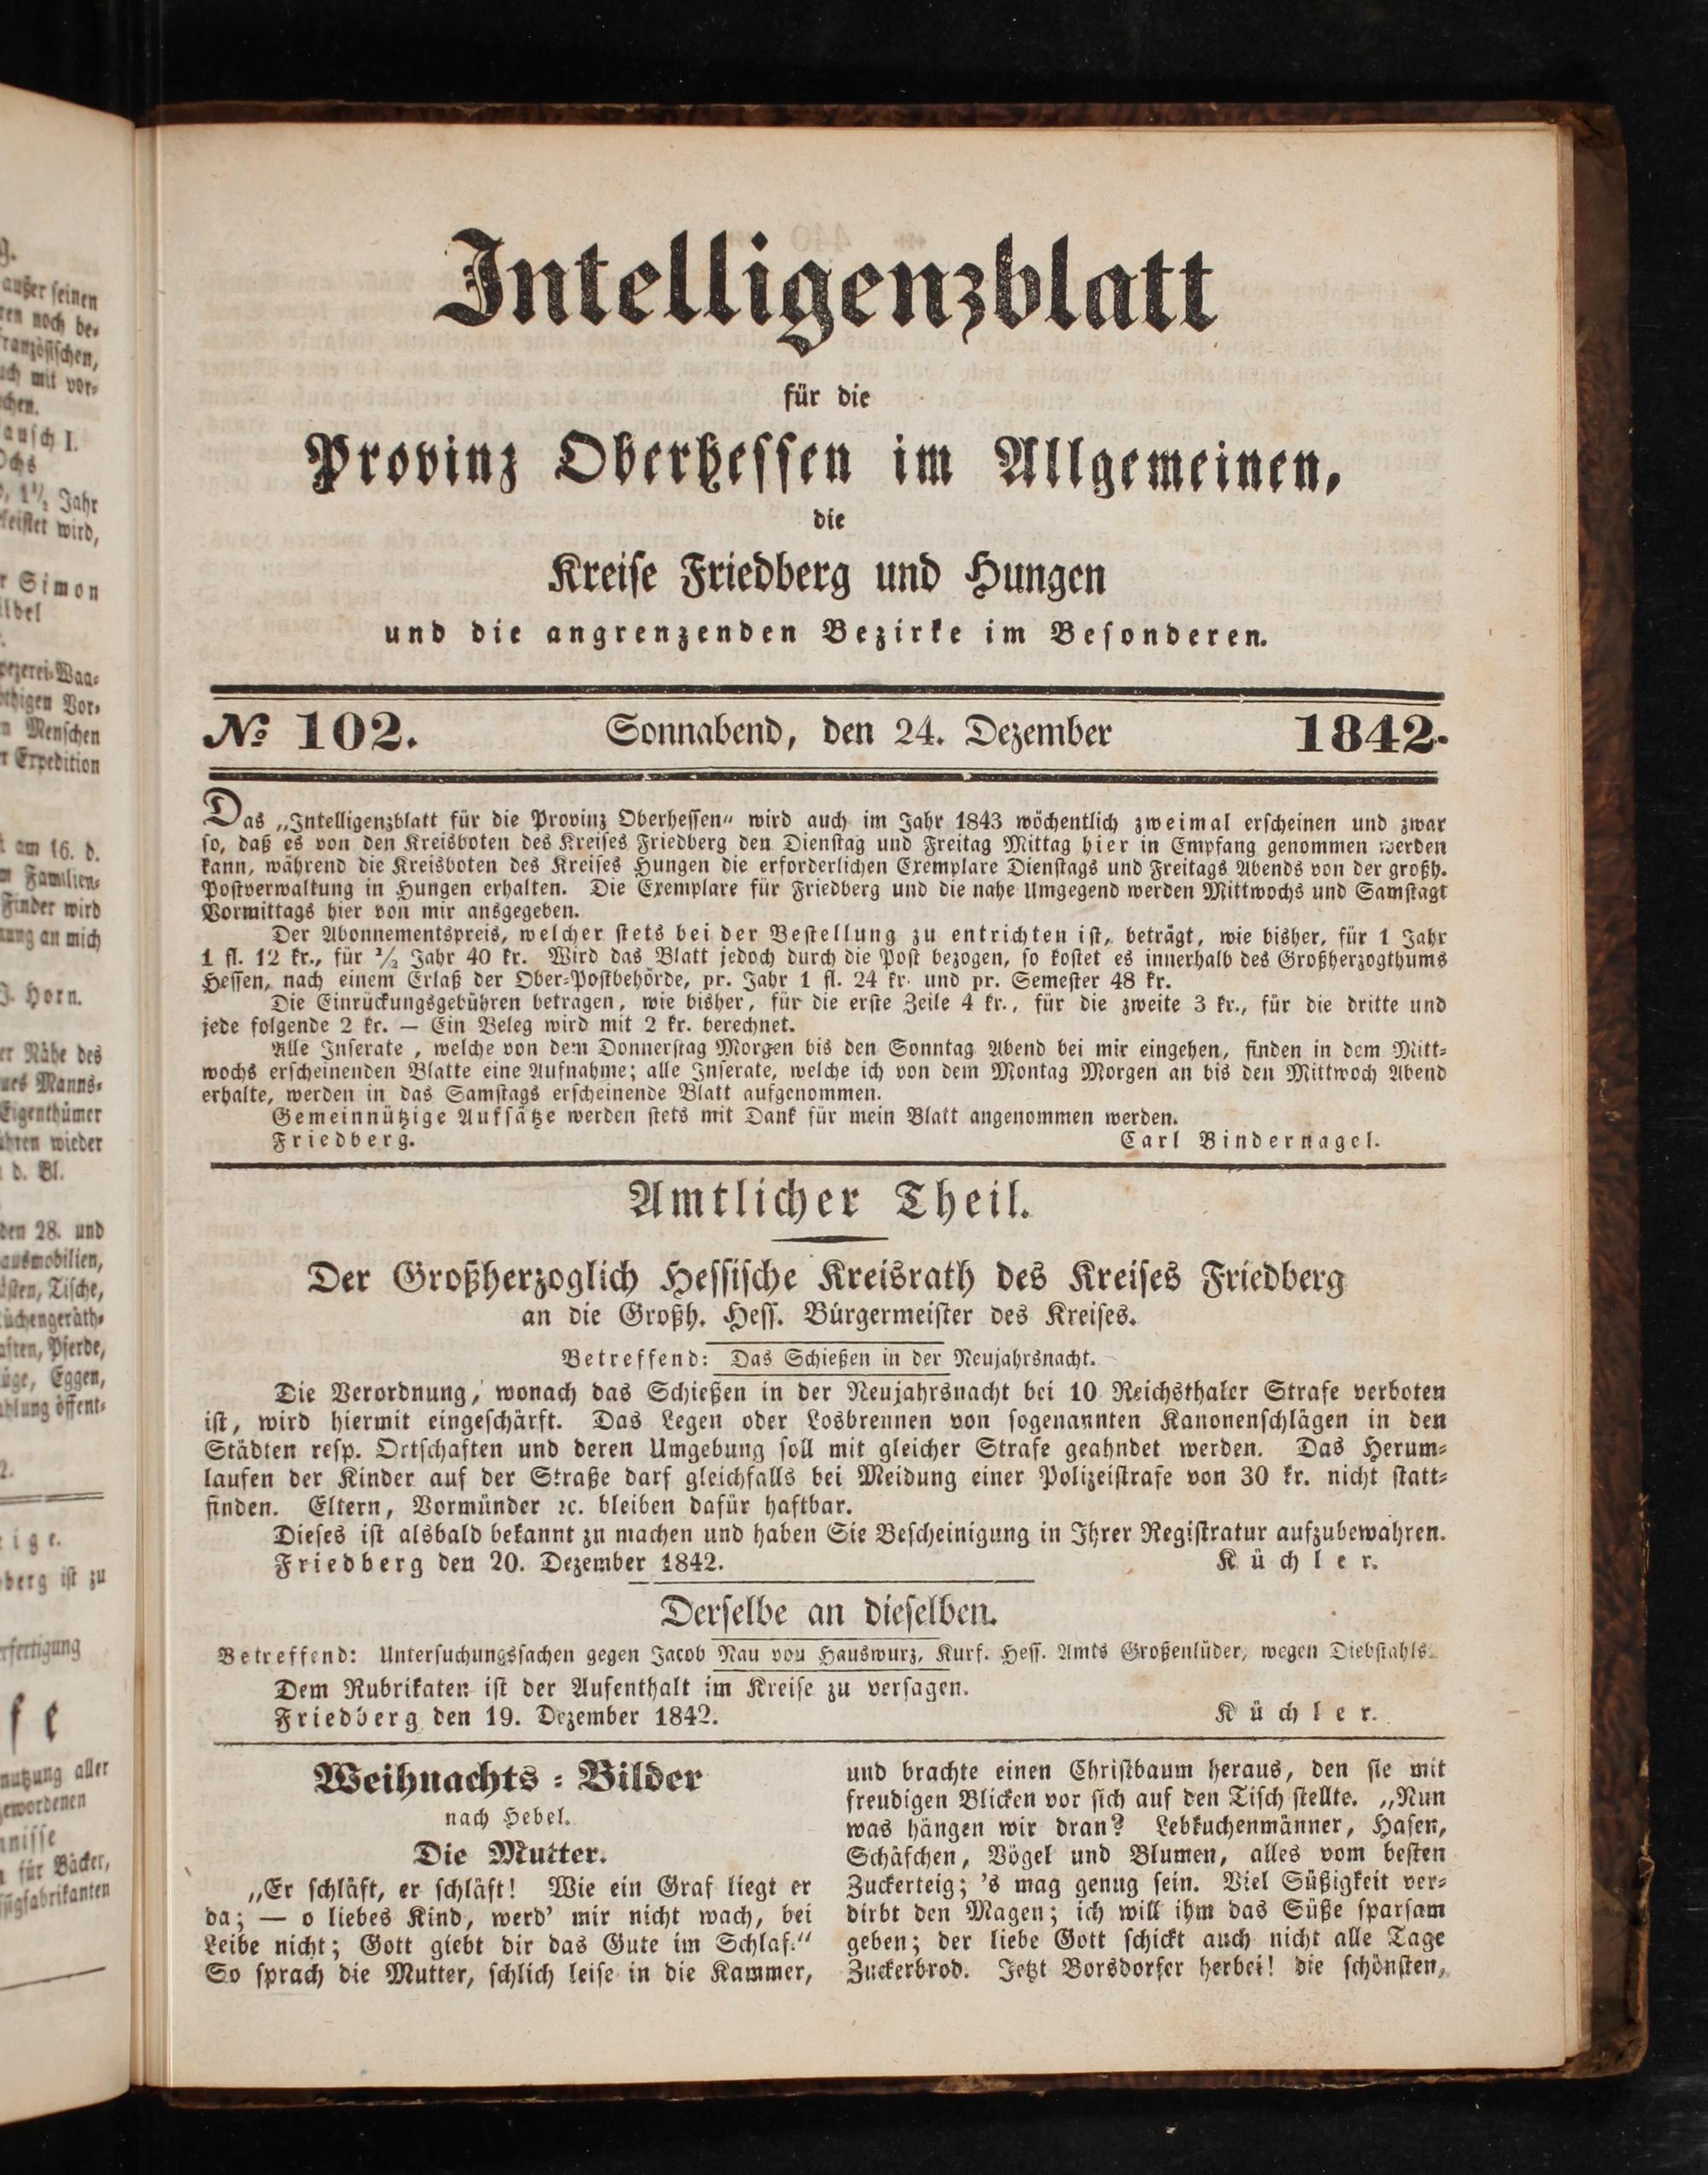 Intelligenzblatt
für die
Provinz Oberhessen im Allgemeinen,
die
Kreise Friedberg und Hungen
und die angrenzenden Bezirke im Besonderen.
№ 102. Sonnabend, den 24. Dezember 1842.
Das „Intelligenzblatt für die Provinz Oberhessen“ wird auch im Jahr 1843 wöchentlich zweimal erscheinen und zwar
so, daß es von den Kreisboten des Kreises Friedberg den Dienstag und Freitag Mittag hier in Empfang genommen werden
kann, während die Kreisboten des Kreises Hungen die erforderlichen Exemplare Dienstags und Freitags Abends von der großh.
Postverwaltung in Hungen erhalten. Die Exemplare für Friedberg und die nahe Umgegend werden Mittwochs und Samstagt
Vormittags hier von mir ansgegeben.
Der Abonnementspreis, welcher stets bei der Bestellung zu entrichten ist, beträgt, wie bisher, für 1 Jahr
1 fl. 12 kr., für ½ Jahr 40 kr. Wird das Blatt jedoch durch die Post bezogen, so kostet es innerhalb des Großherzogthums
Hessen, nach einem Erlaß der Ober-Postbehörde, pr. Jahr 1 fl. 24 kr. und pr. Semester 48 kr.
Die Einrückungsgebühren betragen, wie bisher, für die erste Zeile 4 kr., für die zweite 3 kr., für die dritte und
jede folgende 2 kr. — Ein Beleg wird mit 2 kr. berechnet.
Alle Inserate, welche von dem Donnerstag Morgen bis den Sonntag Abend bei mir eingehen, finden in dem Mitt-
wochs erscheinenden Blatte eine Aufnahme; alle Inserate, welche ich von dem Montag Morgen an bis den Mittwoch Abend
erhalte, werden in das Samstags erscheinende Blatt aufgenommen.
Gemeinnützige Aufsätze werden stets mit Dank für mein Blatt angenommen werden.
Friedberg. Carl Bindernagel.
Amtlicher Theil.
Der Großherzoglich Hessische Kreisrath des Kreises Friedberg
an die Großh. Hess. Bürgermeister des Kreises.
Betreffend: Das Schießen in der Neujahrsnacht.
Die Verordnung, wonach das Schießen in der Neujahrsnacht bei 10 Reichsthaler Strafe verboten
ist, wird hiermit eingeschärft. Das Legen oder Losbrennen von sogenannten Kanonenschlägen in den
Städten resp. Ortschaften und deren Umgebung soll mit gleicher Strafe geahndet werden. Das Herum-
laufen der Kinder auf der Straße darf gleichfalls bei Meidung einer Polizeistrafe von 30 kr. nicht statt-
finden. Eltern, Vormünder ꝛc. bleiben dafür haftbar.
Dieses ist alsbald bekannt zu machen und haben Sie Bescheinigung in Ihrer Registratur aufzubewahren.
Friedberg den 20. Dezember 1842. Küchler.
Derselbe an dieselben.
Betreffend: Untersuchungssachen gegen Jacob Nau von Hauswurz, Kurf. Hess. Amts Großenlüder, wegen Diebstahls.
Dem Rubrikaten ist der Aufenthalt im Kreise zu versagen.
Friedberg den 19. Dezember 1842. Küchler.
Weihnachts-Bilder
nach Hebel.
Die Mutter.
„Er schläft, er schläft! Wie ein Graf liegt er
da; — o liebes Kind, werd' mir nicht wach, bei
Leibe nicht; Gott giebt dir das Gute im Schlaf.“
So sprach die Mutter, schlich leise in die Kammer,
und brachte einen Christbaum heraus, den sie mit
freudigen Blicken vor sich auf den Tisch stellte. „Nun
was hängen wir dran? Lebkuchenmänner, Hasen,
Schäfchen, Vögel und Blumen, alles vom besten
Zuckerteig; 's mag genug sein. Viel Süßigkeit ver-
dirbt den Magen; ich will ihm das Süße sparsam
geben; der liebe Gott schickt auch nicht alle Tage
Zuckerbrod. Jetzt Borsdorfer herbei! die schönsten,